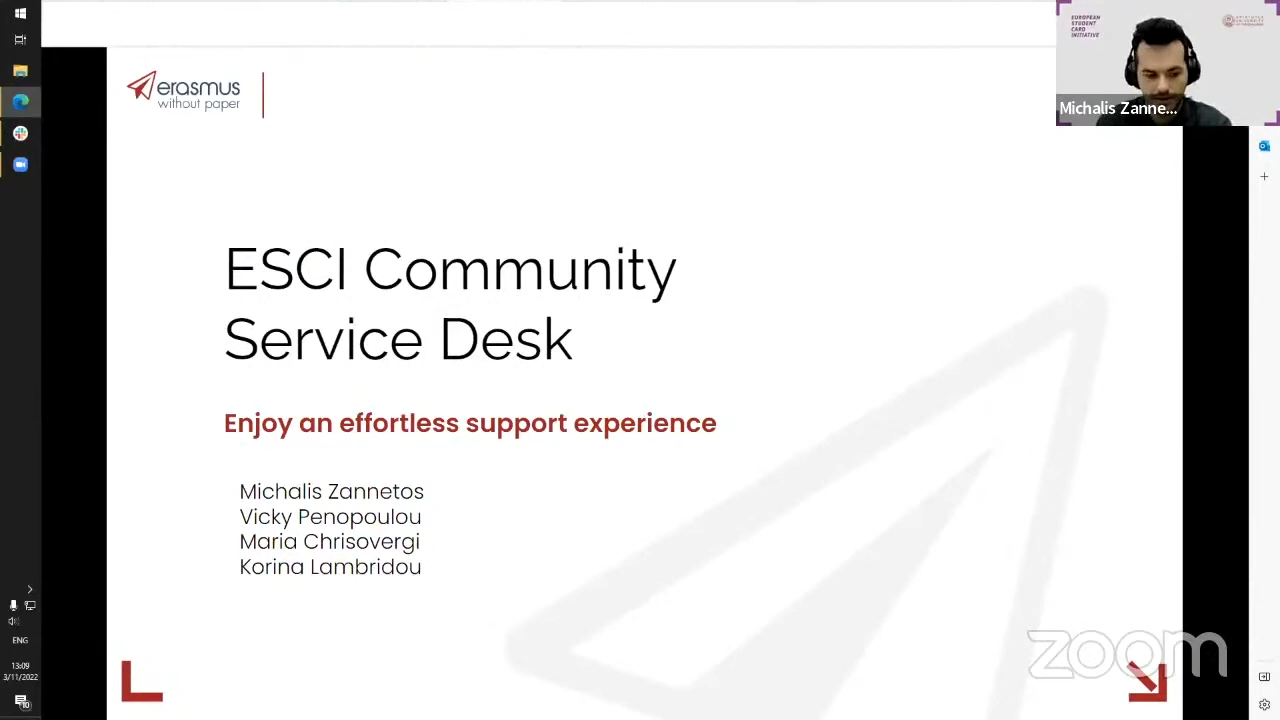 erasmus
without paper
EUROPEAN
STUDENT
CARD
INITIATIVE
Michalis Zanne...
ESCI Community
Service Desk
Enjoy an effortless support experience
Michalis Zannetos
Vicky Penopoulou
Maria Chrisovergi
Korina Lambridou
zoom
ENG
13:09
3/11/2022